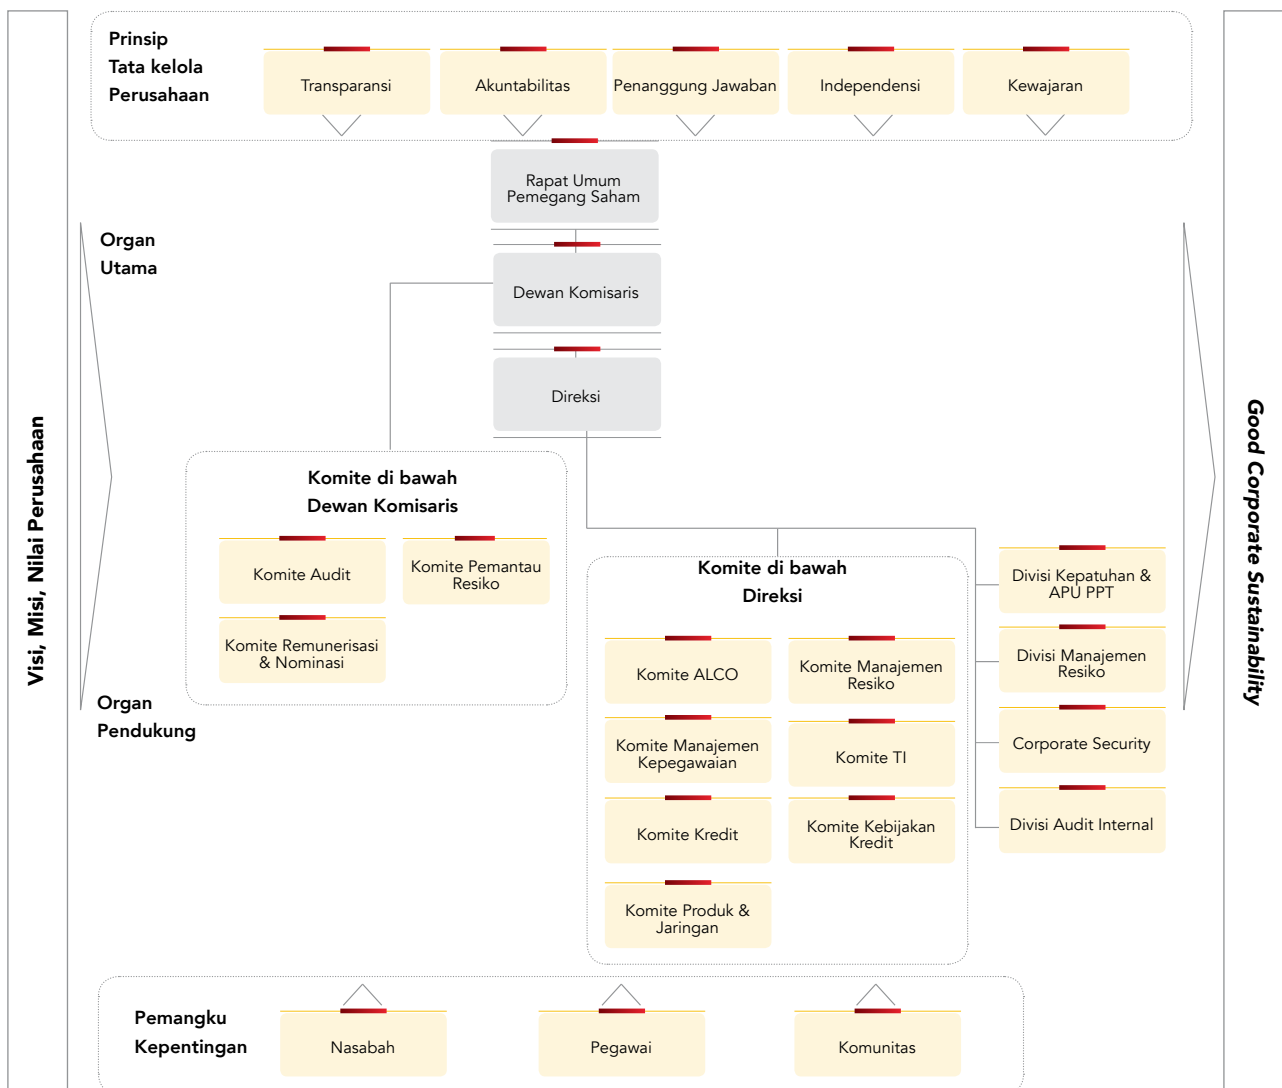 Prinsip
Tata kelola
Perusahaan
Transparansi
Akuntabilitas
Penanggung Jawaban
Independensi
Kewajaran
Rapat Umum
Pemegang Saham
Organ
Utama
Dewan Komisaris
Direksi
Visi, Misi, Nilai Perusahaan
Good Corporate Sustainability
Komite di bawah
Dewan Komisaris
Komite Audit
Komite Pemantau
Resiko
Komite Remunerisasi
& Nominasi
Organ
Pendukung
Komite di bawah
Direksi
Komite ALCO
Komite Manajemen
Resiko
Komite Manajemen
Kepegawaian
Komite TI
Komite Kredit
Komite Kebijakan
Kredit
Komite Produk &
Jaringan
Divisi Kepatuhan &
APU PPT
Divisi Manajemen
Resiko
Corporate Security
Divisi Audit Internal
Pemangku
Kepentingan
Nasabah
Pegawai
Komunitas